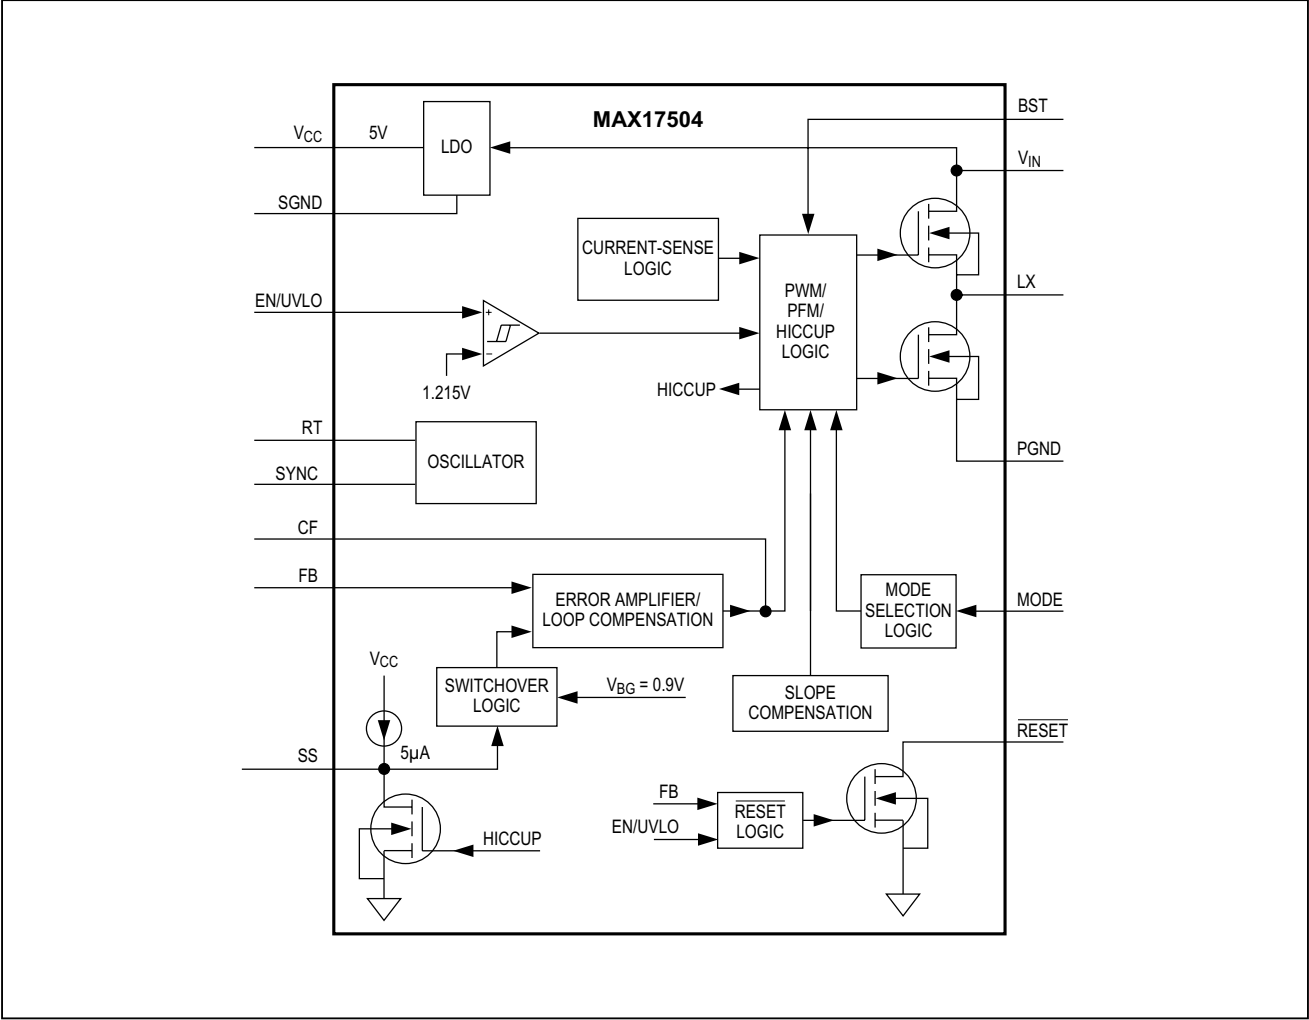 MAX17504
BST
VCC
5V
LDO
VIN
SGND
CURRENT-SENSE
LOGIC
EN/UVLO
+
−
1.215V
PWM/
PFM/
HICCUP
LOGIC
LX
HICCUP
RT
SYNC
OSCILLATOR
PGND
CF
FB
ERROR AMPLIFIER/
LOOP COMPENSATION
MODE
SELECTION
LOGIC
MODE
VCC
SWITCHOVER
LOGIC
VBG = 0.9V
SLOPE
COMPENSATION
5µA
SS
RESET
FB
EN/UVLO
RESET
LOGIC
HICCUP